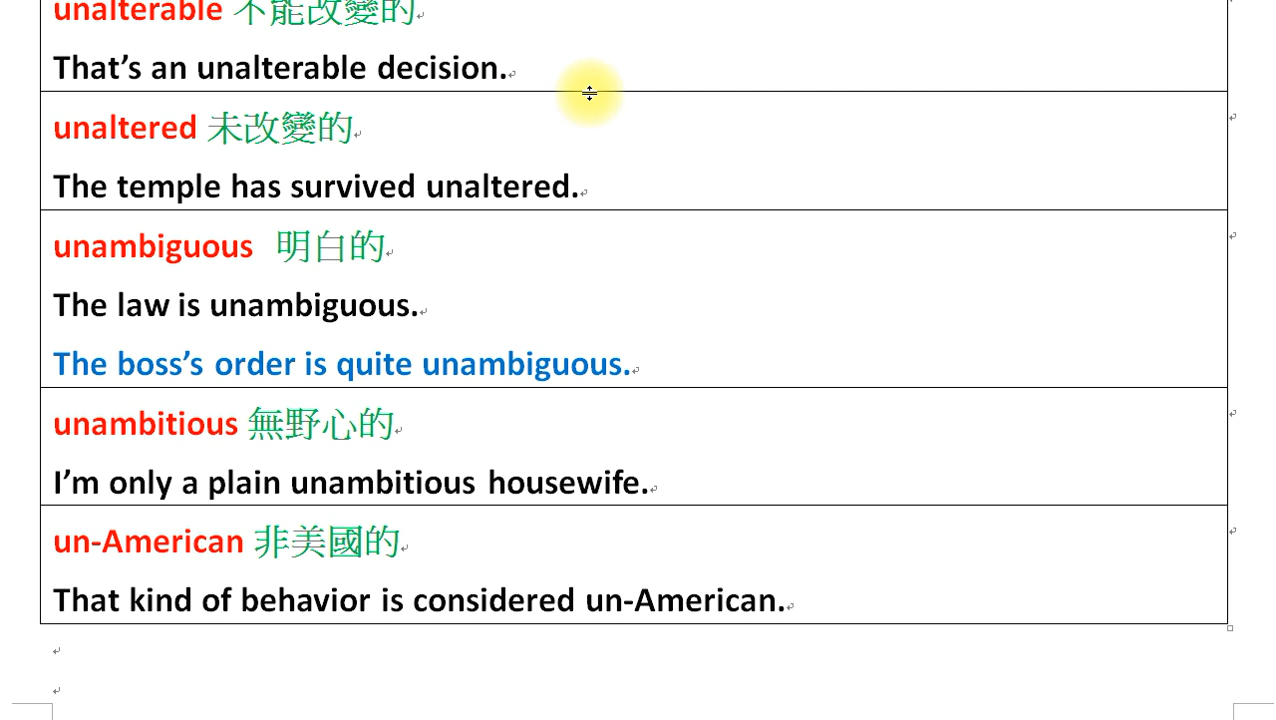 unalterable 不能改變的
That’s an unalterable decision.
unaltered 未改變的
The temple has survived unaltered.
unambiguous 明白的
The law is unambiguous.
The boss’s order is quite unambiguous.
unambitious 無野心的
I’m only a plain unambitious housewife.
un-American 非美國的
That kind of behavior is considered un-American.